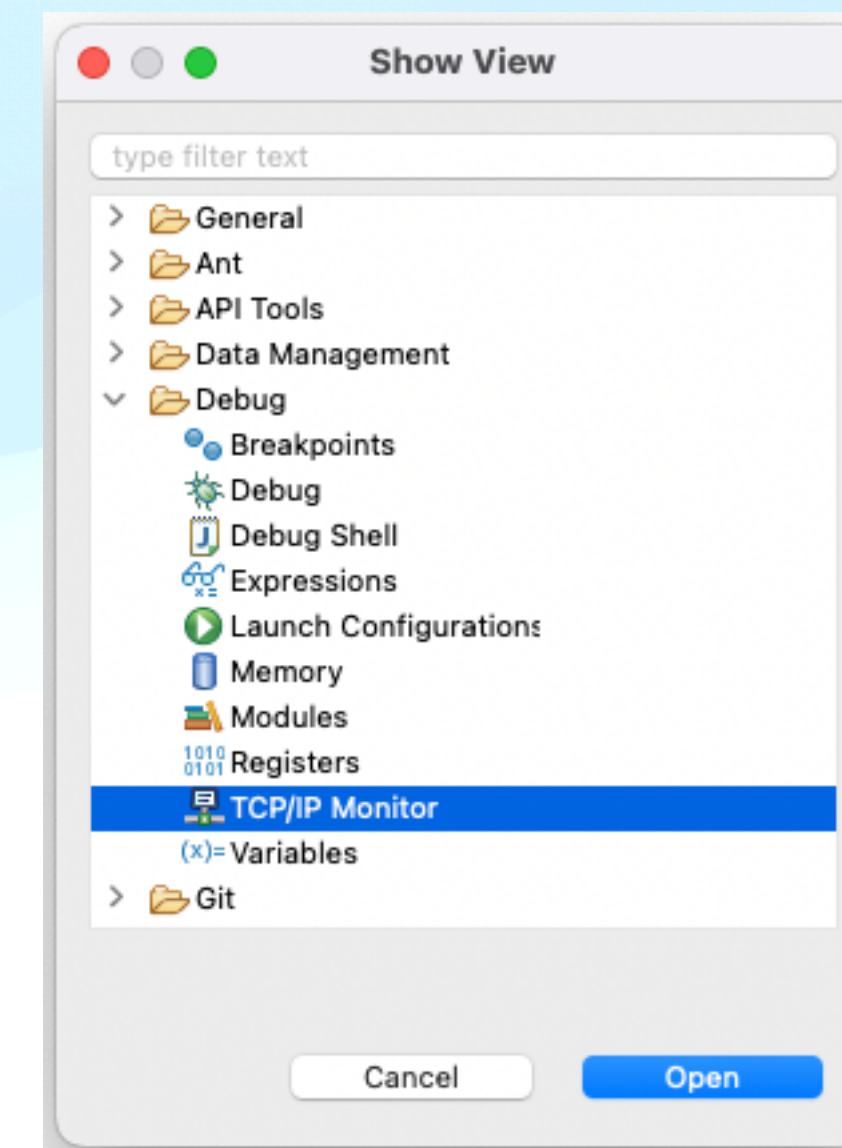 Show View
type filter text
General
Ant
API Tools
Data Management
Debug
Breakpoints
Debug
Debug Shell
Expressions
Launch Configurations
Memory
Modules
1010
0101 Registers
TCP/IP Monitor
(x)= Variables
Git
Cancel
Open